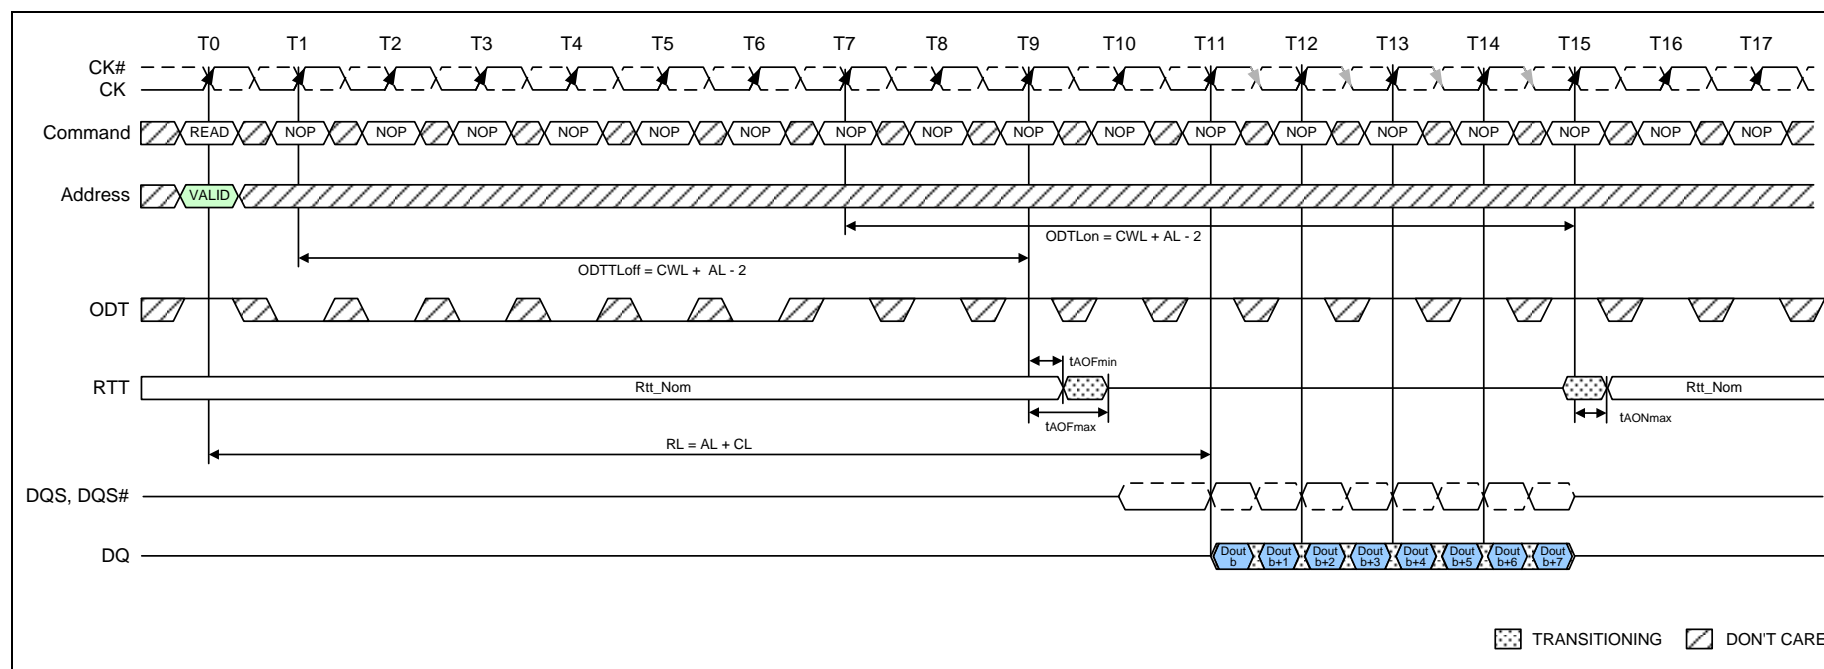 T0 T1 T2 T3 T4 T5 T6 T7 T8 T9 T10 T11 T12 T13 T14 T15 T16 T17
CK#
CK
Command READ NOP NOP NOP NOP NOP NOP NOP NOP NOP NOP NOP NOP NOP NOP NOP NOP NOP
Address VALID
ODTLon = CWL + AL - 2
ODTTLoff = CWL + AL - 2
ODT
tAOFmin
RTT Rtt_Nom Rtt_Nom
tAONmax
tAOFmax
RL = AL + CL
DQS, DQS#
DQ Dout b Dout b+1 Dout b+2 Dout b+3 Dout b+4 Dout b+5 Dout b+6 Dout b+7
TRANSITIONING DON'T CARE